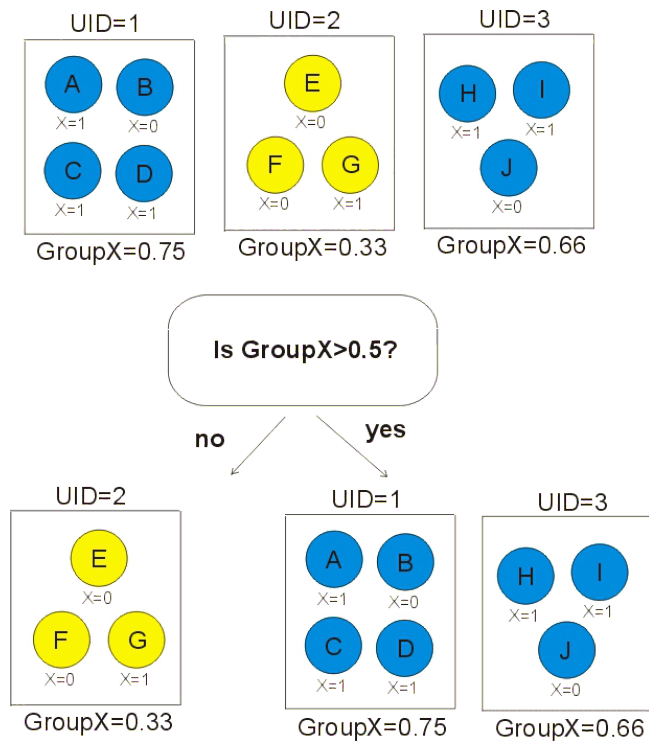 UID=1
UID=2
UID=3
A
X=1
B
X=0
C
X=1
D
X=1
E
X=0
F
X=0
G
X=1
H
X=1
I
X=1
J
X=0
GroupX=0.75
GroupX=0.33
GroupX=0.66
Is GroupX>0.5?
no
yes
UID=2
UID=1
UID=3
E
X=0
F
X=0
G
X=1
A
X=1
B
X=0
C
X=1
D
X=1
H
X=1
I
X=1
J
X=0
GroupX=0.33
GroupX=0.75
GroupX=0.66